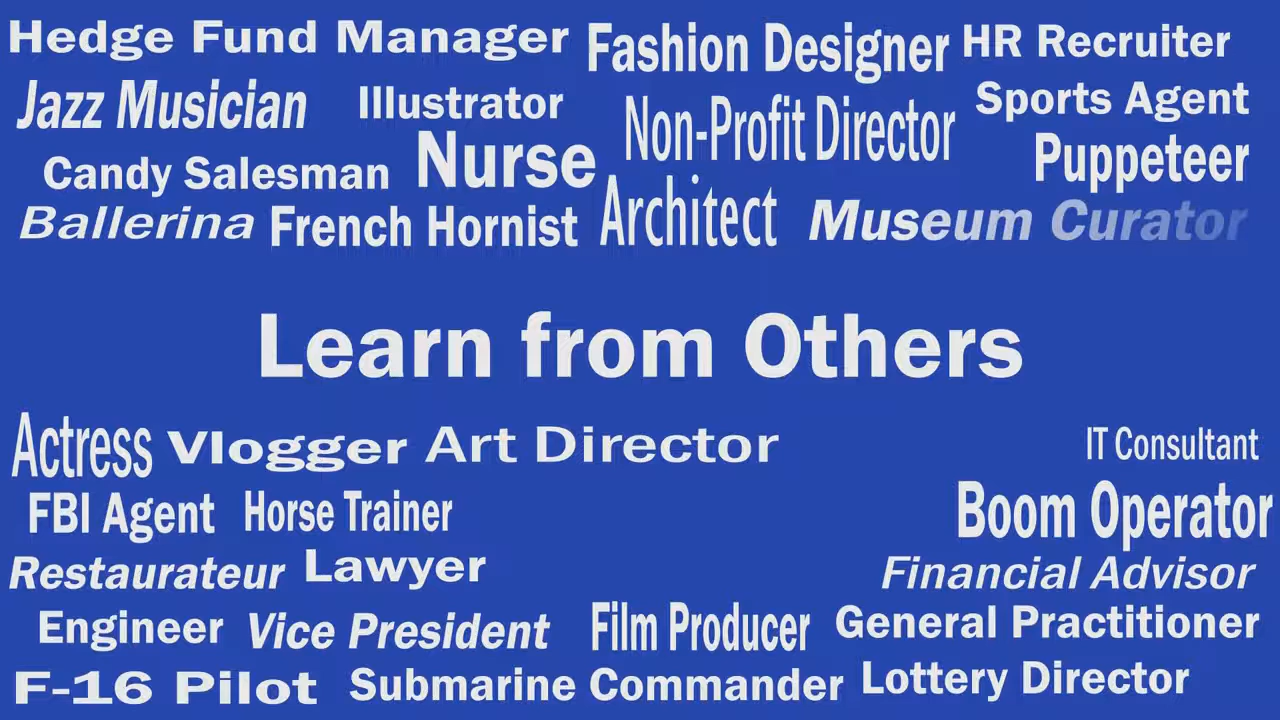 Hedge Fund Manager Fashion Designer HR Recruiter
Jazz Musician Illustrator Non-Profit Director Sports Agent
Candy Salesman Nurse Puppeteer
Ballerina French Hornist Architect Museum Curator
Learn from Others
Actress Vlogger Art Director IT Consultant
FBI Agent Horse Trainer Boom Operator
Restaurateur Lawyer Financial Advisor
Engineer Vice President Film Producer General Practitioner
F-16 Pilot Submarine Commander Lottery Director